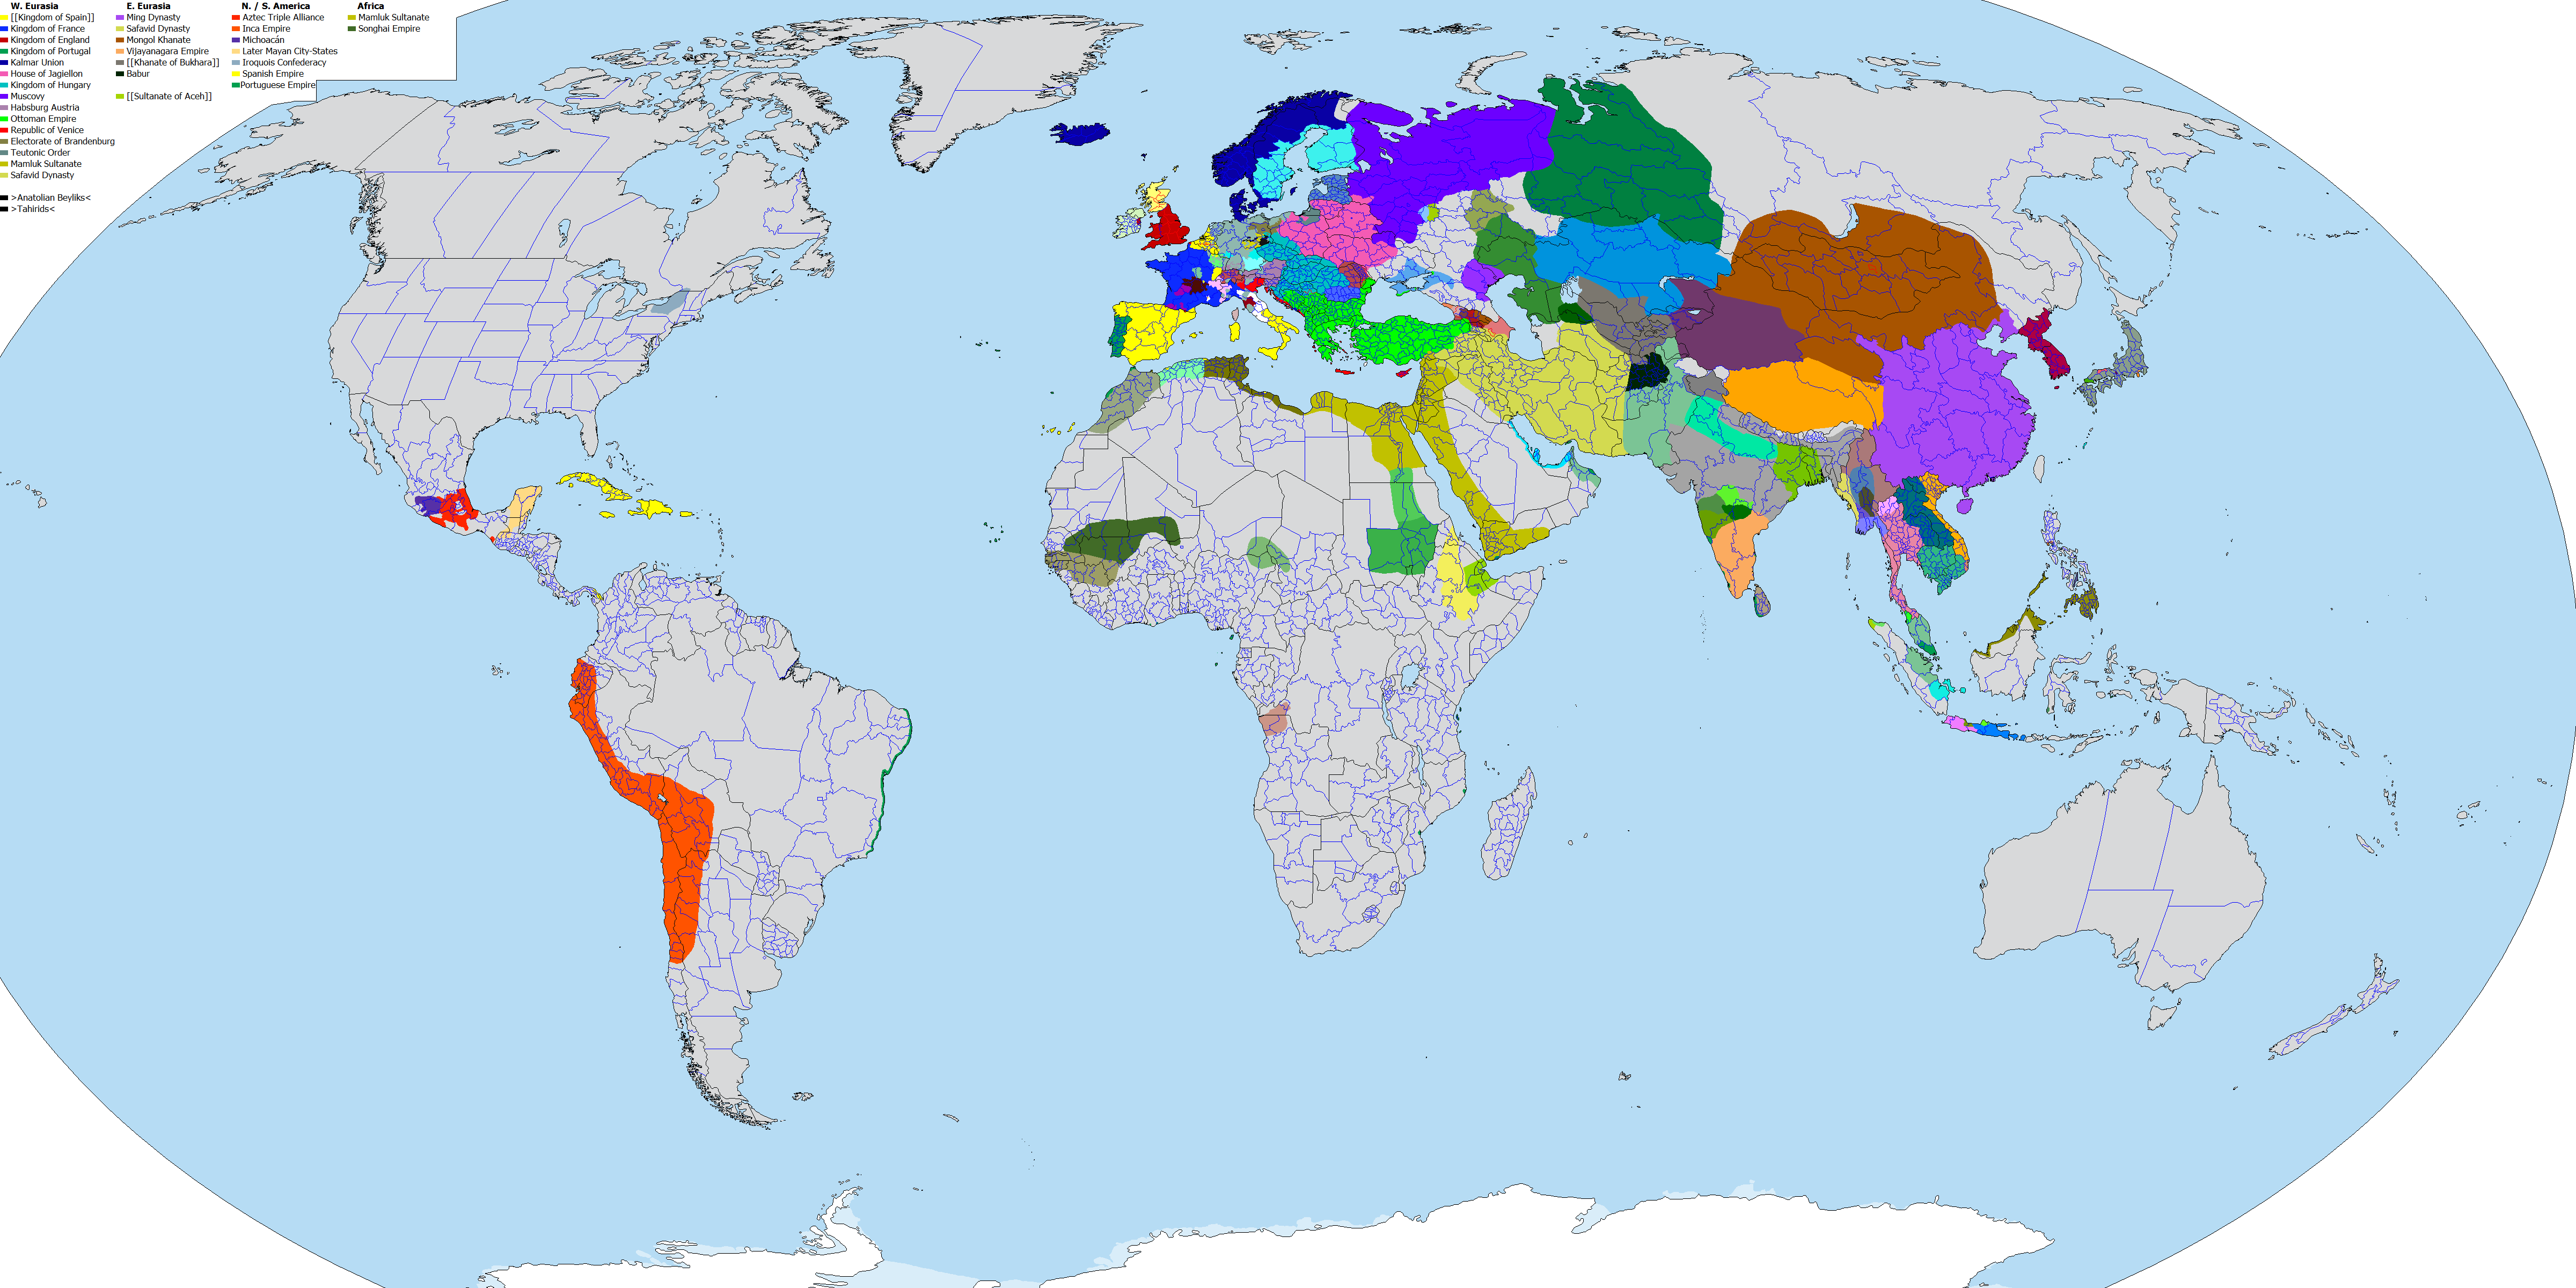 W. Eurasia
[[Kingdom of Spain]]
Kingdom of France
Kingdom of England
Kingdom of Portugal
Kalmar Union
House of Jagiellon
Kingdom of Hungary
Muscovy
Habsburg Austria
Ottoman Empire
Republic of Venice
Electorate of Brandenburg
Teutonic Order
Mamluk Sultanate
Safavid Dynasty
>Anatolian Beyliks<
>Tahirids<
E. Eurasia
Ming Dynasty
Safavid Dynasty
Mongol Khanate
Vijayanagara Empire
[[Khanate of Bukhara]]
Babur
[[Sultanate of Aceh]]
N. / S. America
Aztec Triple Alliance
Inca Empire
Michoacán
Later Mayan City-States
Iroquois Confederacy
Spanish Empire
Portuguese Empire
Africa
Mamluk Sultanate
Songhai Empire